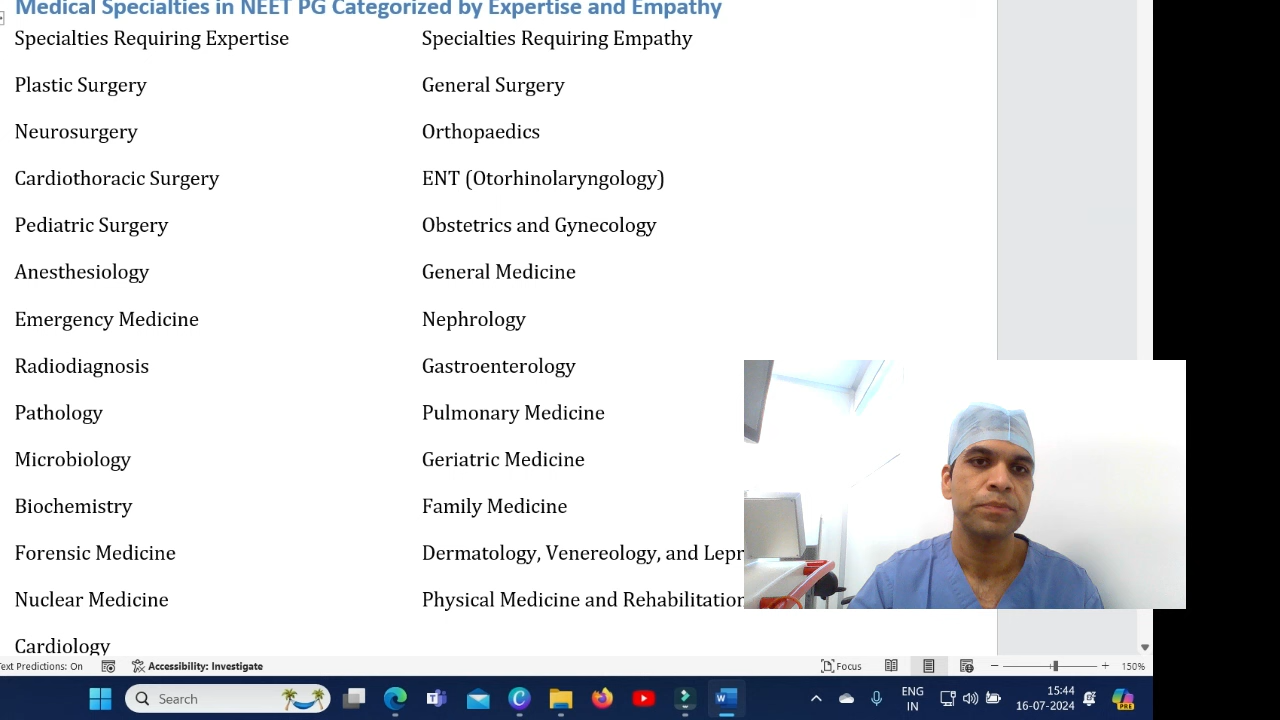 Medical Specialties in NEET PG Categorized by Expertise and Empathy
Specialties Requiring Expertise Specialties Requiring Empathy
Plastic Surgery General Surgery
Neurosurgery Orthopaedics
Cardiothoracic Surgery ENT (Otorhinolaryngology)
Pediatric Surgery Obstetrics and Gynecology
Anesthesiology General Medicine
Emergency Medicine Nephrology
Radiodiagnosis Gastroenterology
Pathology Pulmonary Medicine
Microbiology Geriatric Medicine
Biochemistry Family Medicine
Forensic Medicine Dermatology, Venereology, and Lepr
Nuclear Medicine Physical Medicine and Rehabilitation
Cardiology
Text Predictions: On Accessibility: Investigate Focus 150%
Search ENG 15:44
IN 16-07-2024
PRE